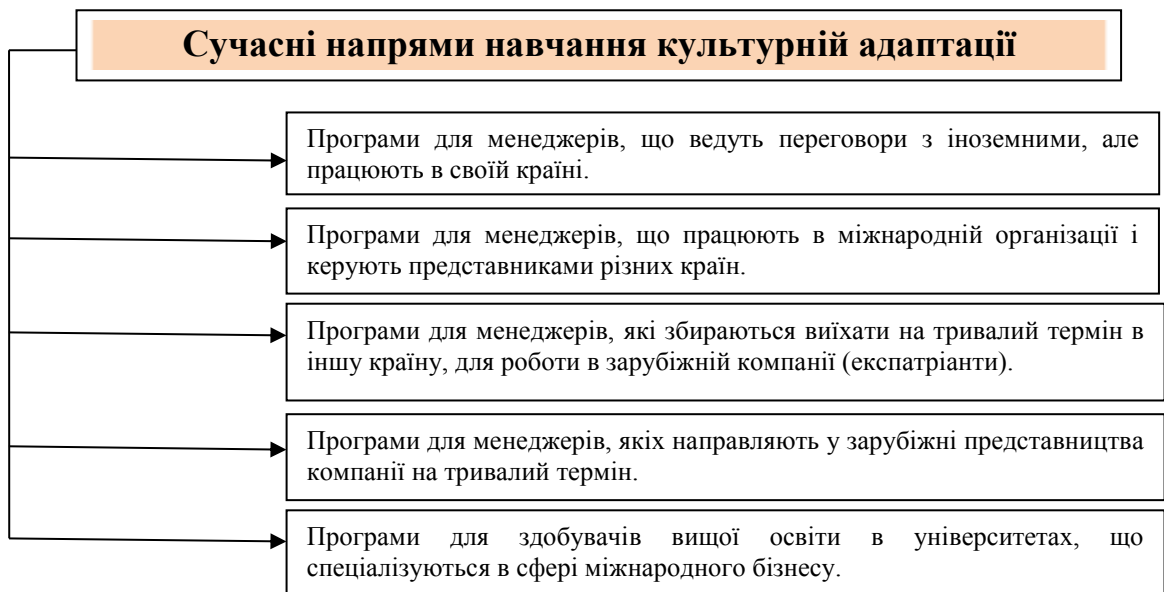 Сучасні напрями навчання культурній адаптації
Програми для менеджерів, що ведуть переговори з іноземними, але
працюють в своїй країні.
Програми для менеджерів, що працюють в міжнародній організації і
керують представниками різних країн.
Програми для менеджерів, які збираються виїхати на тривалий термін в
іншу країну, для роботи в зарубіжній компанії (експатріанти).
Програми для менеджерів, якіх направляють у зарубіжні представництва
компанії на тривалий термін.
Програми для здобувачів вищої освіти в університетах, що
спеціалізуються в сфері міжнародного бізнесу.